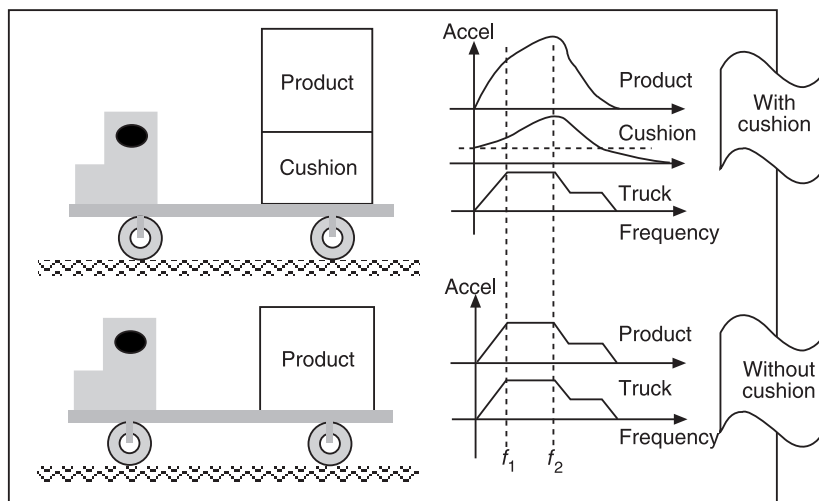 Product
Cushion
Accel
Product
Cushion
Truck
Frequency
With
cushion
Product
Accel
Product
Truck
Frequency
f1
f2
Without
cushion